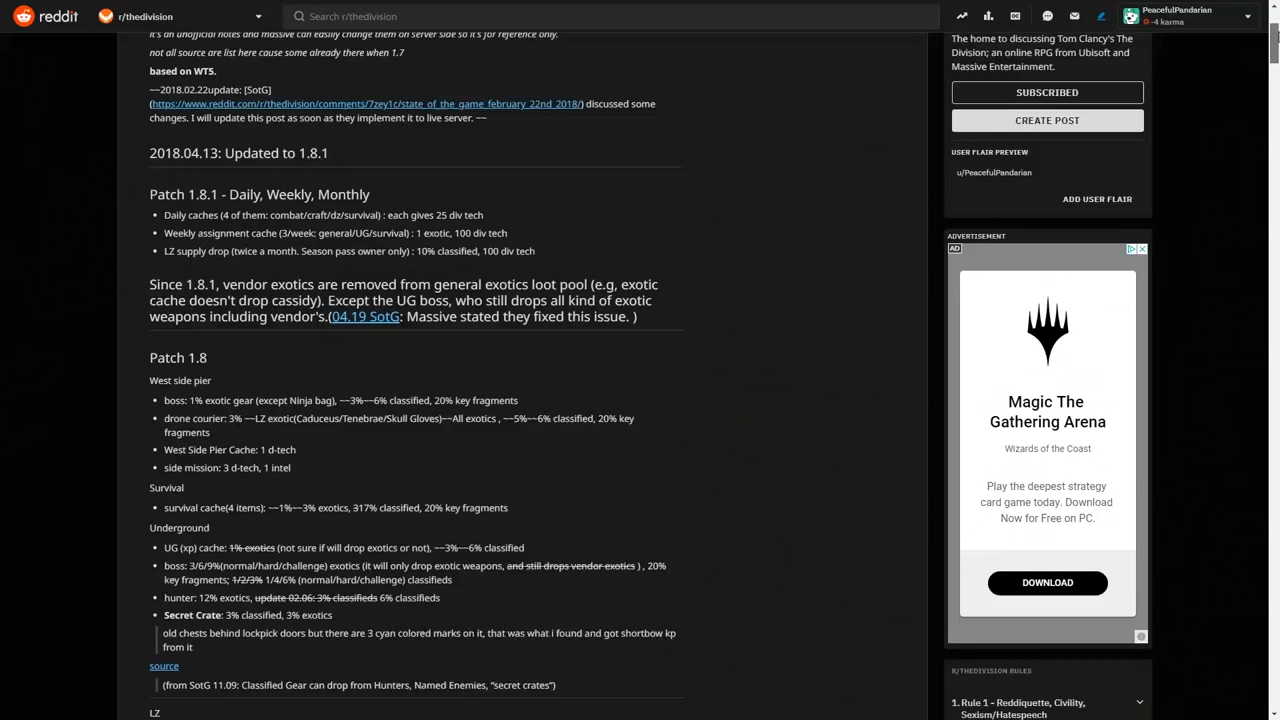 reddit
r/thedivision
Search r/thedivision
PeacefulPandarian
-4 karma
it's an unofficial notes and massive can easily change them on server side so it's for reference only.
not all source are list here cause some already there when 1.7
based on WT5.
~~2018.02.22update: [SotG]
(https://www.reddit.com/r/thedivision/comments/7zey1c/state_of_the_game_february_22nd_2018/) discussed some
changes. I will update this post as soon as they implement it to live server. ~~
2018.04.13: Updated to 1.8.1
Patch 1.8.1 - Daily, Weekly, Monthly
• Daily caches (4 of them: combat/craft/dz/survival) : each gives 25 div tech
• Weekly assignment cache (3/week: general/UG/survival) : 1 exotic, 100 div tech
• LZ supply drop (twice a month. Season pass owner only) : 10% classified, 100 div tech
Since 1.8.1, vendor exotics are removed from general exotics loot pool (e.g, exotic
cache doesn't drop cassidy). Except the UG boss, who still drops all kind of exotic
weapons including vendor's.(04.19 SotG: Massive stated they fixed this issue. )
Patch 1.8
West side pier
• boss: 1% exotic gear (except Ninja bag), ~~3%~~6% classified, 20% key fragments
• drone courier: 3% ~~LZ exotic(Caduceus/Tenebrae/Skull Gloves)~~All exotics , ~~5%~~6% classified, 20% key
fragments
• West Side Pier Cache: 1 d-tech
• side mission: 3 d-tech, 1 intel
Survival
• survival cache(4 items): ~~1%~~3% exotics, 317% classified, 20% key fragments
Underground
• UG (xp) cache: 1% exotics (not sure if will drop exotics or not), ~~3%~~6% classified
• boss: 3/6/9%(normal/hard/challenge) exotics (it will only drop exotic weapons, and still drops vendor exotics ) , 20%
key fragments; 1/2/3% 1/4/6% (normal/hard/challenge) classifieds
• hunter: 12% exotics, update 02.06: 3% classifieds 6% classifieds
• Secret Crate: 3% classified, 3% exotics
old chests behind lockpick doors but there are 3 cyan colored marks on it, that was what i found and got shortbow kp
from it
source
(from SotG 11.09: Classified Gear can drop from Hunters, Named Enemies, "secret crates")
LZ
The home to discussing Tom Clancy's The
Division; an online RPG from Ubisoft and
Massive Entertainment.
SUBSCRIBED
CREATE POST
USER FLAIR PREVIEW
u/PeacefulPandarian
ADD USER FLAIR
ADVERTISEMENT
AD
Magic The
Gathering Arena
Wizards of the Coast
Play the deepest strategy
card game today. Download
Now for Free on PC.
DOWNLOAD
R/THEDIVISION RULES
1. Rule 1 - Reddiquette, Civility,
Sexism/Hatespeech